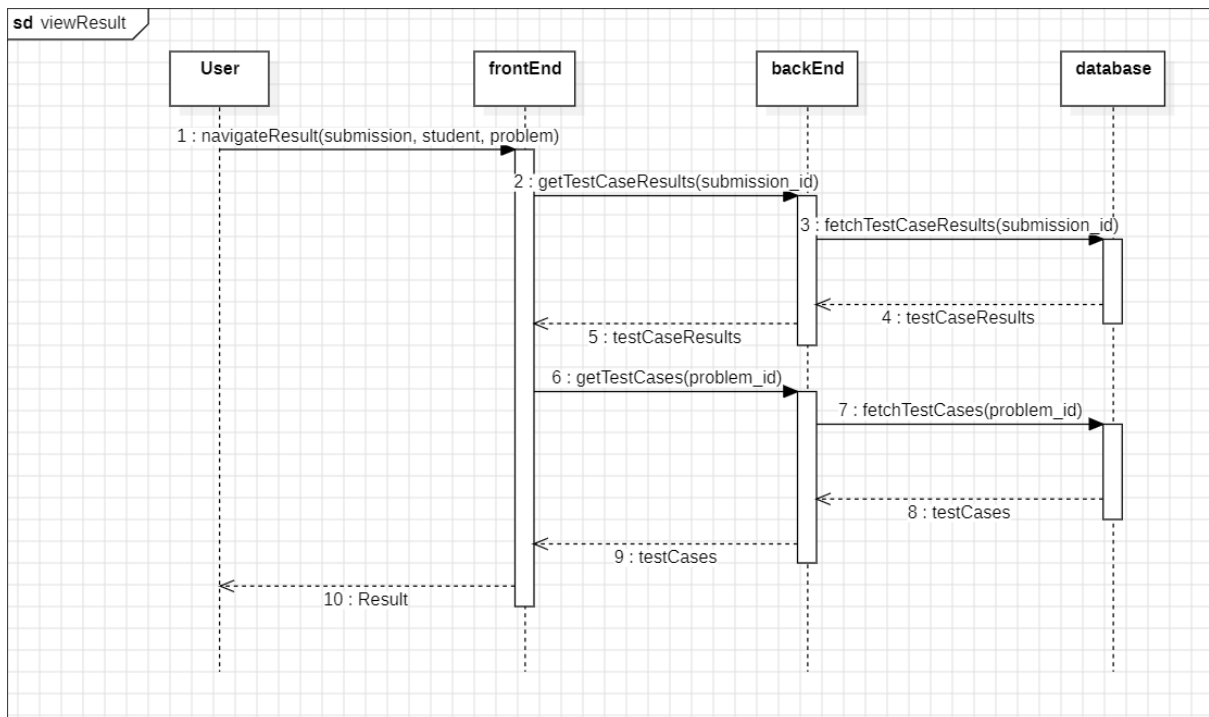 sd viewResult
User
frontEnd
backEnd
database
1 : navigateResult(submission, student, problem)
2 : getTestCaseResults(submission_id)
3 : fetchTestCaseResults(submission_id)
4 : testCaseResults
5 : testCaseResults
6 : getTestCases(problem_id)
7 : fetchTestCases(problem_id)
8 : testCases
9 : testCases
10 : Result